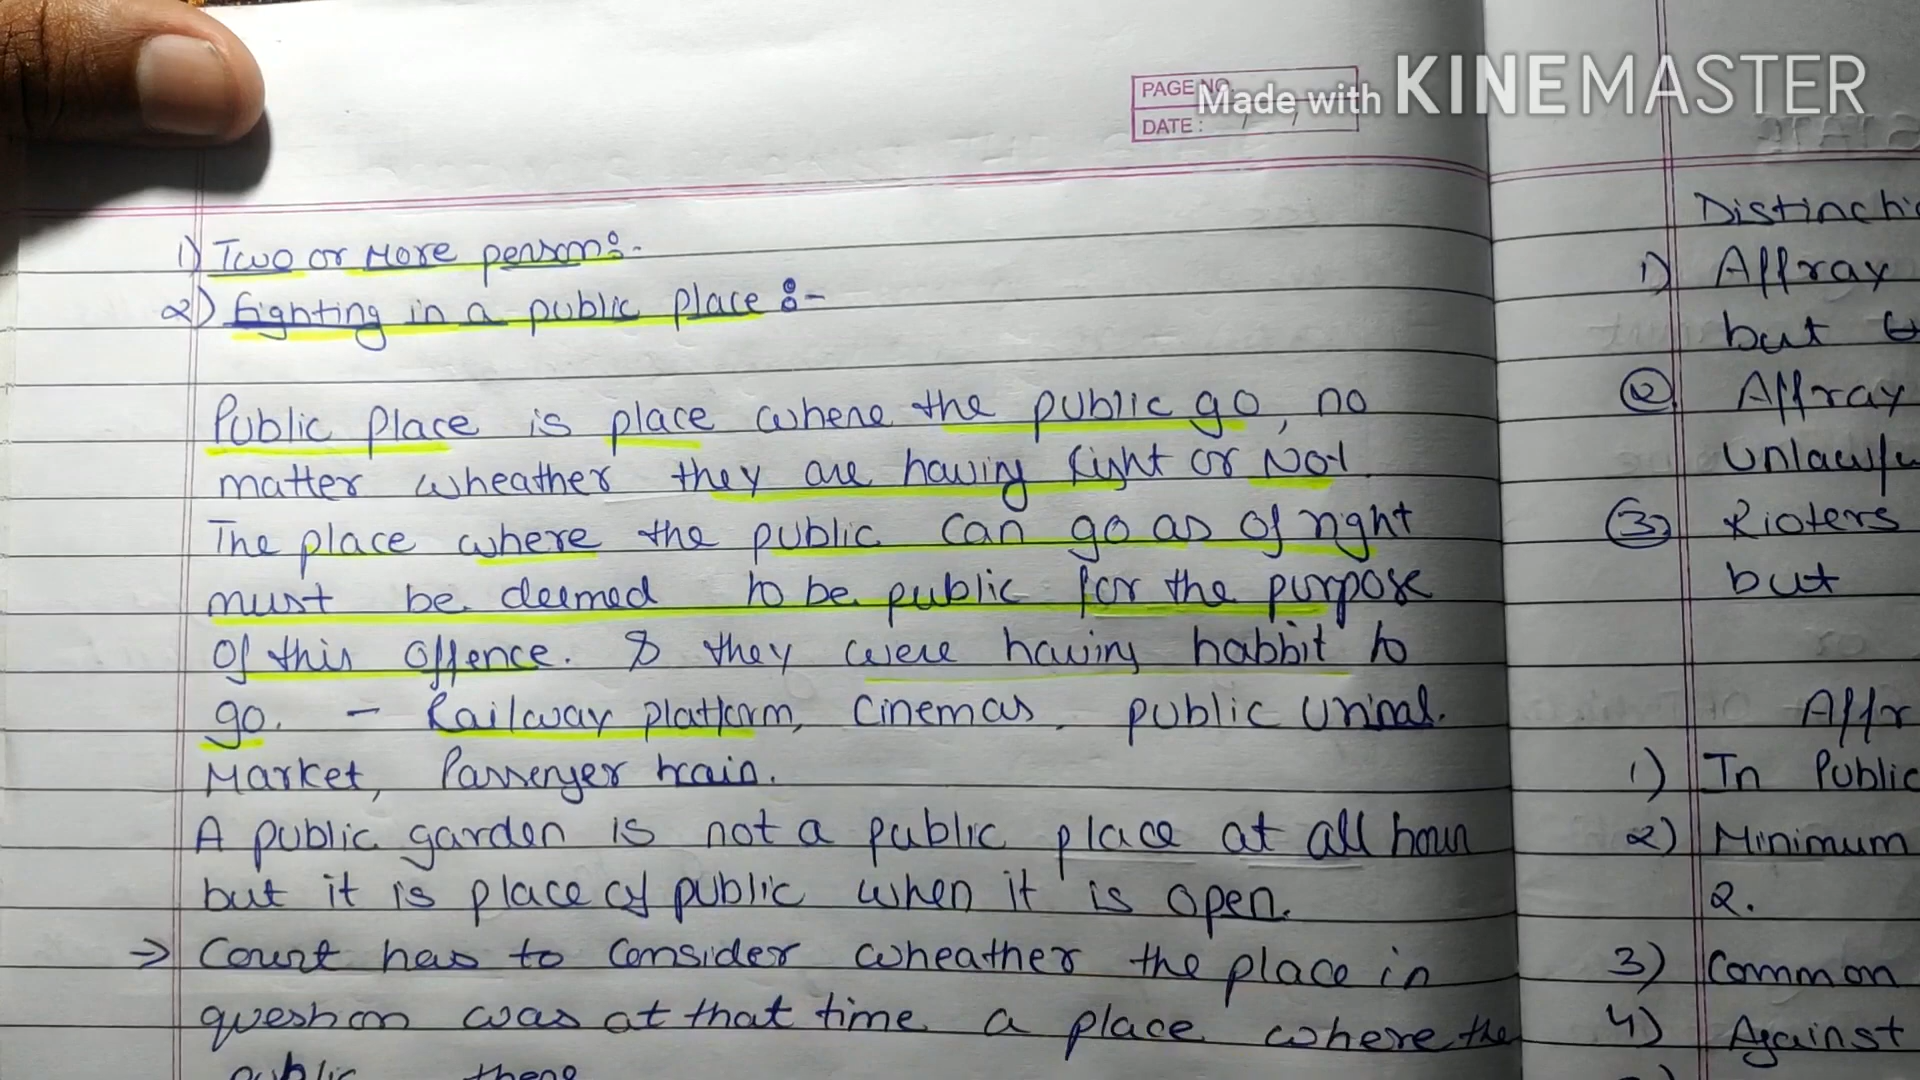 Made with KINEMASTER
PAGE NO.
DATE: / /
1) Two or More person:-
2) fighting in a public place :-
Public Place is place where the public go, no
matter wheather they are having right or Not.
The place where the public can go as of right
must be deemed to be public for the purpose
Of this offence. & they were having habbit to
go. - Railway platform, Cinemas, public Urinal.
Market, Passenger train.
A public garden is not a public place at all hour
but it is place of public when it is open.
→ Court has to Consider wheather the place in
question was at that time a place where the
public there
Distincti
1) Affray
but
2) Affray
Unlawfu
3) Rioters
but
Affr
1) In Public
2) Minimum
2.
3) Common
4) Against